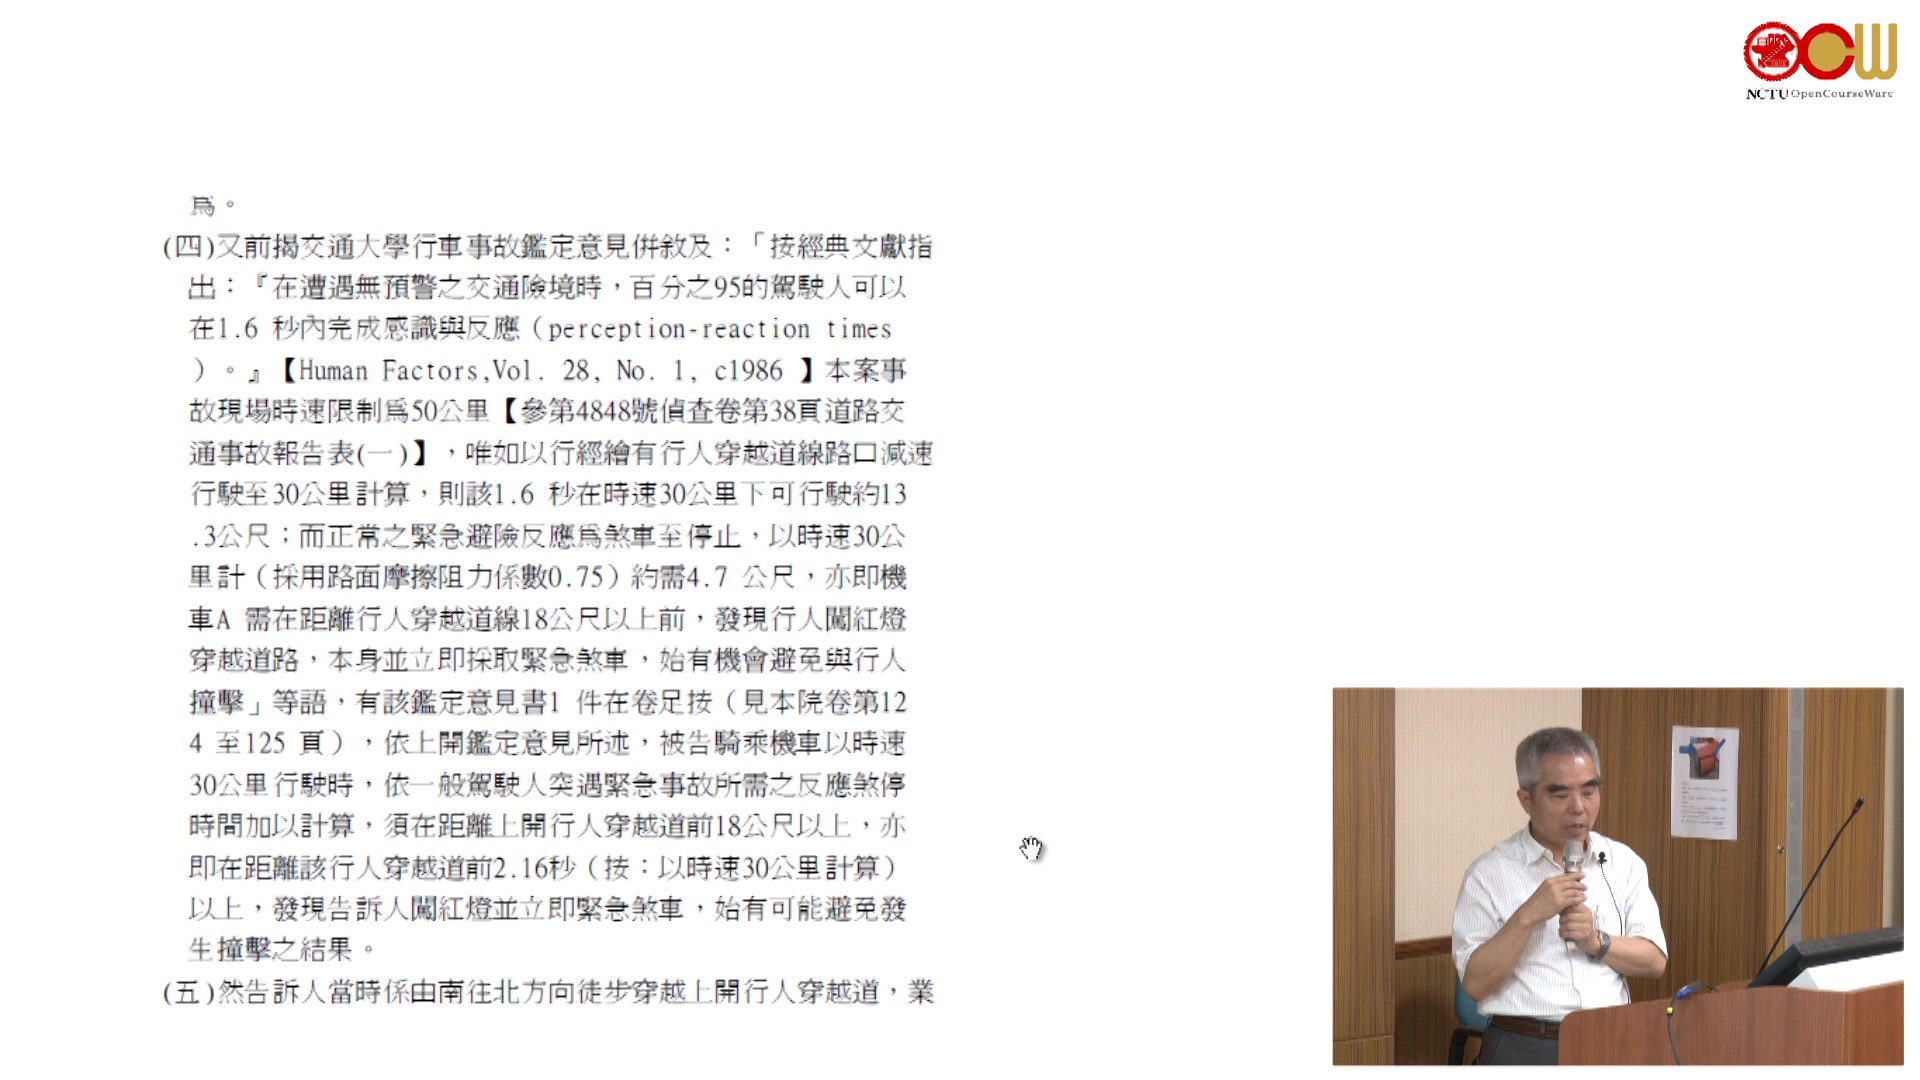 NCTU OpenCourseWare
為。
(四)又前揭交通大學行車事故鑑定意見併敘及：「按經典文獻指
出：『在遭遇無預警之交通險境時，百分之95的駕駛人可以
在1.6 秒內完成感識與反應（perception-reaction times
）。』【Human Factors,Vol. 28, No. 1, c1986 】本案事
故現場時速限制為50公里【參第4848號偵查卷第38頁道路交
通事故報告表(一)】，唯如以行經繪有行人穿越道線路口減速
行駛至30公里計算，則該1.6 秒在時速30公里下可行駛約13
.3公尺；而正常之緊急避險反應為煞車至停止，以時速30公
里計（採用路面摩擦阻力係數0.75）約需4.7 公尺，亦即機
車A 需在距離行人穿越道線18公尺以上前，發現行人闖紅燈
穿越道路，本身並立即採取緊急煞車，始有機會避免與行人
撞擊」等語，有該鑑定意見書1 件在卷足按（見本院卷第12
4 至125 頁），依上開鑑定意見所述，被告騎乘機車以時速
30公里行駛時，依一般駕駛人突遇緊急事故所需之反應煞停
時間加以計算，須在距離上開行人穿越道前18公尺以上，亦
即在距離該行人穿越道前2.16秒（按：以時速30公里計算）
以上，發現告訴人闖紅燈並立即緊急煞車，始有可能避免發
生撞擊之結果。
(五)然告訴人當時係由南往北方向徒步穿越上開行人穿越道，業